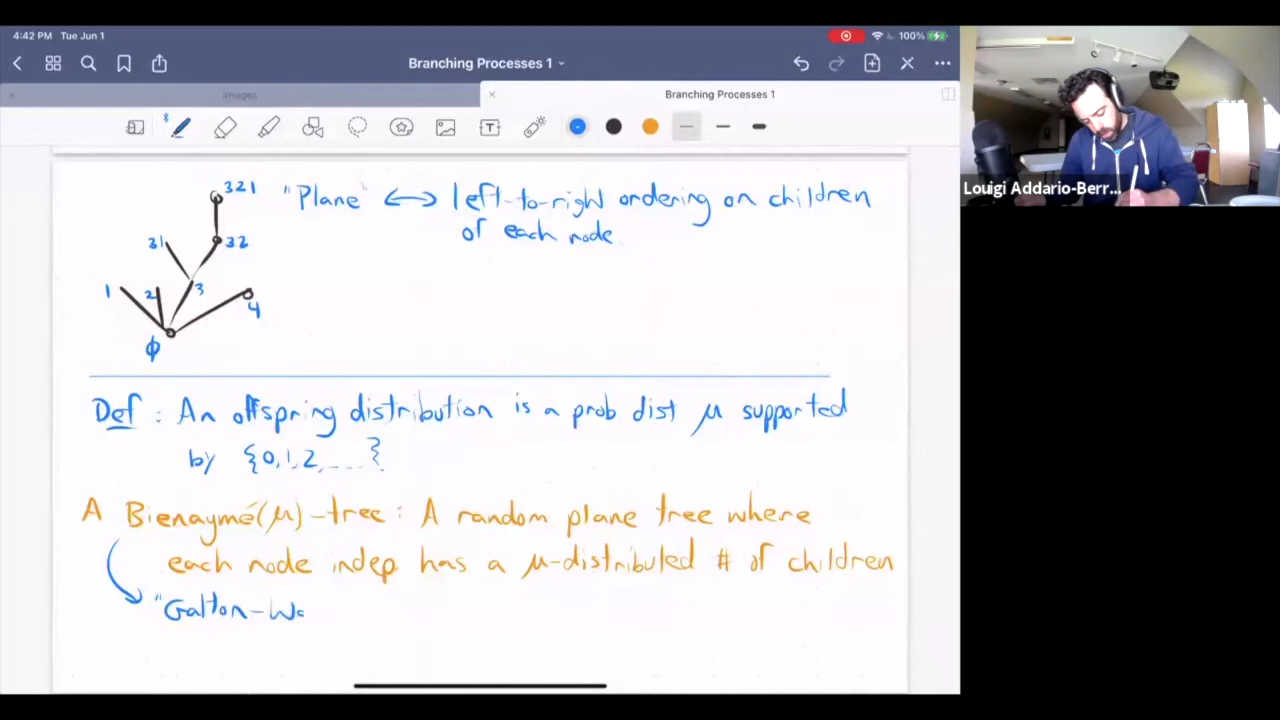 4:42 PM Tue Jun 1
100%
Branching Processes 1
Images
Branching Processes 1
321
"Plane" ↔ left-to-right ordering on children
of each node
31
32
1
2
3
4
ϕ
Def: An offspring distribution is a prob dist. μ supported
by {0,1,2,....}
A Bienaymé(μ)-tree: A random plane tree where
each node indep has a μ-distributed # of children
"Galton-Wa
Louigi Addario-Berr...